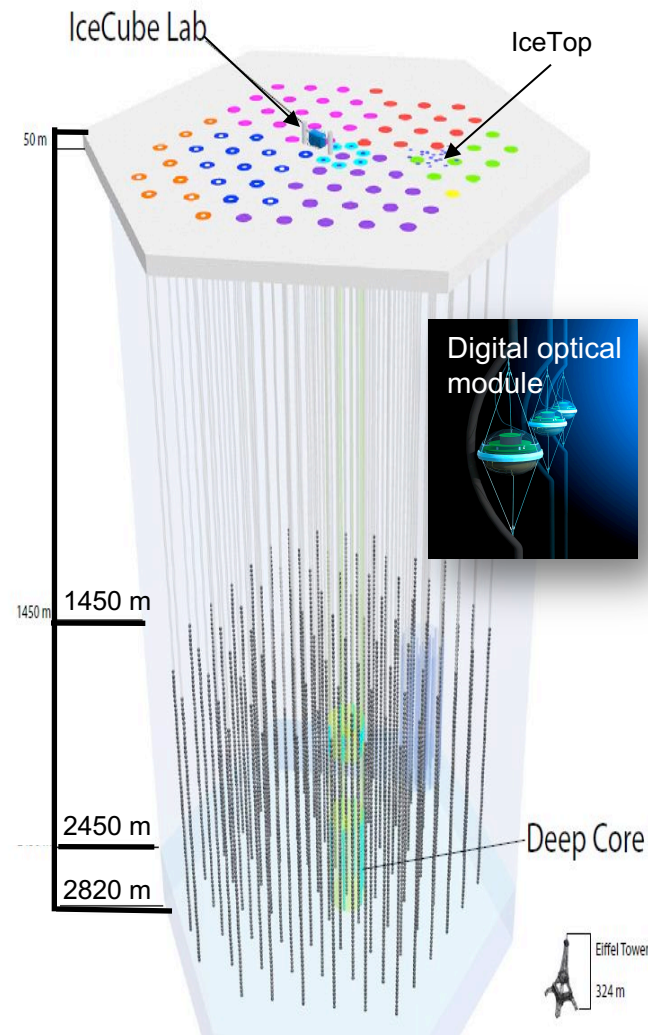 IceCube Lab
IceTop
50 m
Digital optical
module
1450 m
1450 m
2450 m
2820 m
Deep Core
Eiffel Tower
324 m